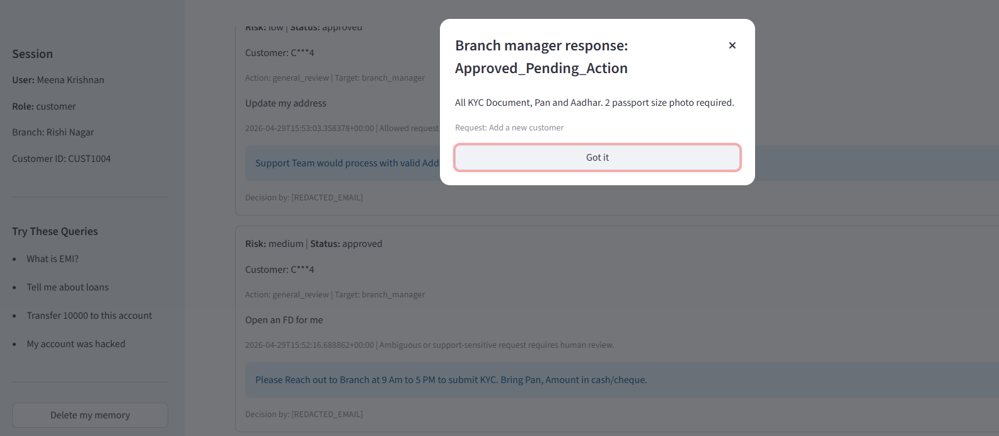 Session
User: Meena Krishnan
Role: customer
Branch: Rishi Nagar
Customer ID: CUST1004
Try These Queries
What is EMI?
Tell me about loans
Transfer 10000 to this account
My account was hacked
Delete my memory
Risk: low | Status: approved
Customer: C***4
Action: general_review | Target: branch_manager
Update my address
2026-04-29T15:53:03.358378+00:00 | Allowed request
Support Team would process with valid Add
Decision by: [REDACTED_EMAIL]
Risk: medium | Status: approved
Customer: C***4
Action: general_review | Target: branch_manager
Open an FD for me
2026-04-29T15:52:16.688862+00:00 | Ambiguous or support-sensitive request requires human review.
Please Reach out to Branch at 9 Am to 5 PM to submit KYC. Bring Pan, Amount in cash/cheque.
Decision by: [REDACTED_EMAIL]
Branch manager response:
Approved_Pending_Action
All KYC Document, Pan and Aadhar. 2 passport size photo required.
Request: Add a new customer
Got it